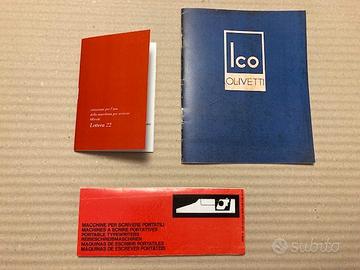 Ico
OLIVETTI
istruzioni per l'uso
della macchina per scrivere
Olivetti
Lettera 22
MACCHINE PER SCRIVERE PORTATILI
MACHINES A ECRIRE PORTATIVES
PORTABLE TYPEWRITERS
REISESCHREIBMASCHINEN
MAQUINAS DE ESCRIBIR PORTATILES
MAQUINAS DE ESCREVER PORTATEIS
subito